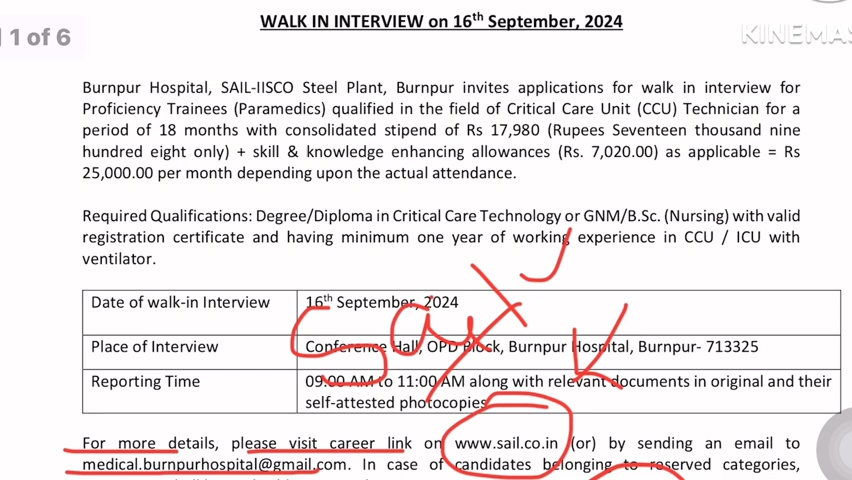 WALK IN INTERVIEW on 16th September, 2024
1 of 6
KINEMAS
Burnpur Hospital, SAIL-IISCO Steel Plant, Burnpur invites applications for walk in interview for
Proficiency Trainees (Paramedics) qualified in the field of Critical Care Unit (CCU) Technician for a
period of 18 months with consolidated stipend of Rs 17,980 (Rupees Seventeen thousand nine
hundred eight only) + skill & knowledge enhancing allowances (Rs. 7,020.00) as applicable = Rs
25,000.00 per month depending upon the actual attendance.
Required Qualifications: Degree/Diploma in Critical Care Technology or GNM/B.Sc. (Nursing) with valid
registration certificate and having minimum one year of working experience in CCU / ICU with
ventilator.
Date of walk-in Interview 16th September, 2024
Place of Interview Conference Hall, OPD Block, Burnpur Hospital, Burnpur- 713325
Reporting Time 09:00 AM to 11:00 AM along with relevant documents in original and their
self-attested photocopies
For more details, please visit career link on www.sail.co.in (or) by sending an email to
medical.burnpurhospital@gmail.com. In case of candidates belonging to reserved categories,